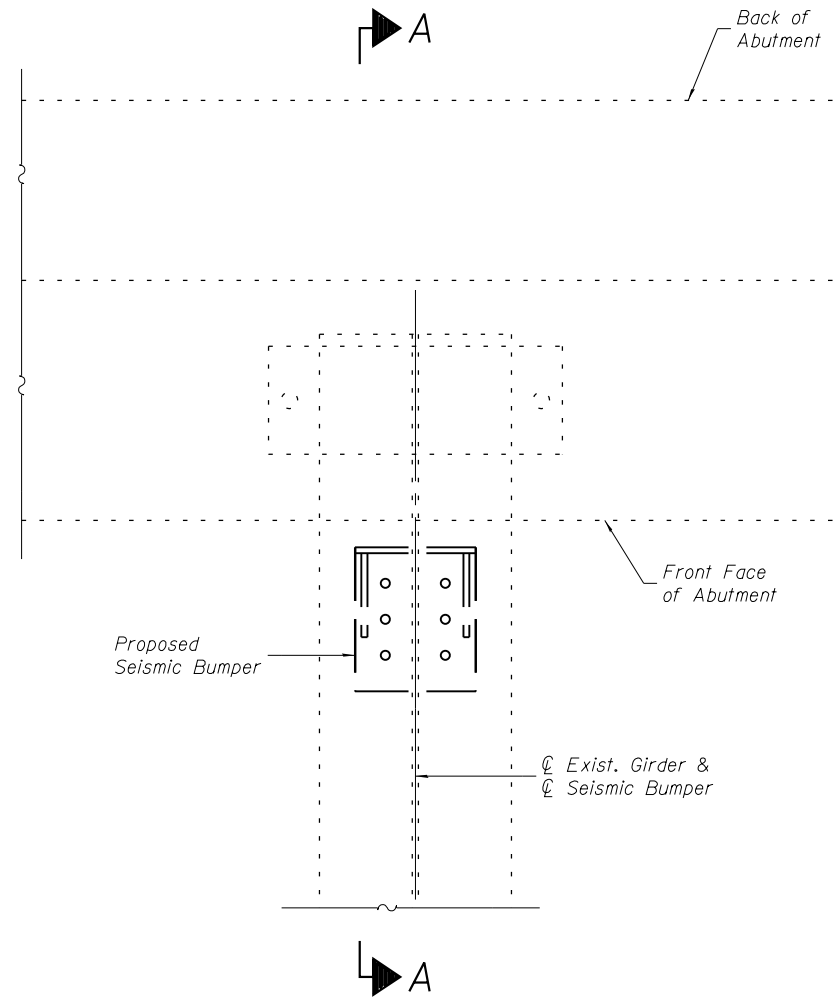 A
Back of
Abutment
Front Face
of Abutment
Proposed
Seismic Bumper
℄ Exist. Girder &
℄ Seismic Bumper
A